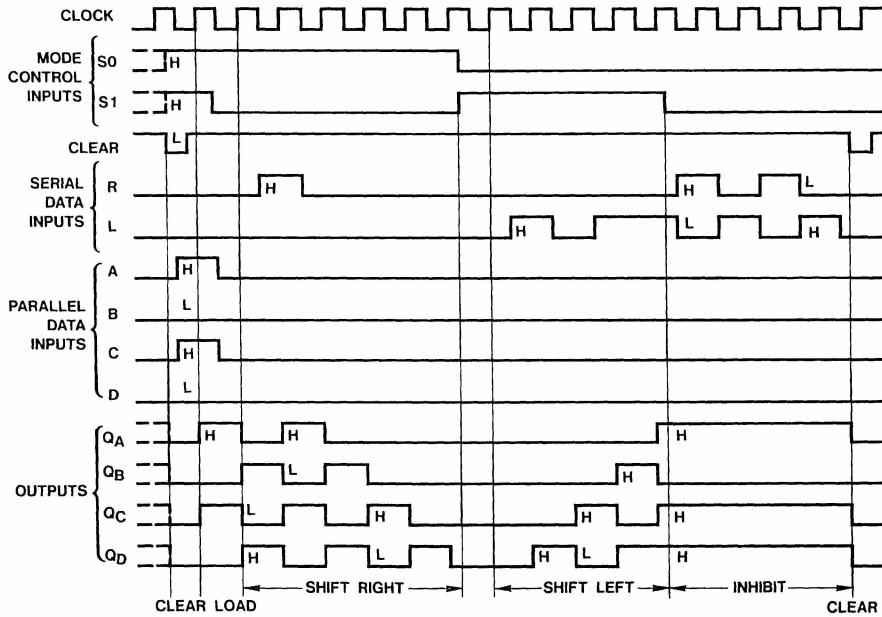 CLOCK
MODE
CONTROL
INPUTS
S0
H
S1
H
CLEAR
L
SERIAL
DATA
INPUTS
R
H
H
L
L
H
L
H
PARALLEL
DATA
INPUTS
A
H
B
L
C
H
D
L
OUTPUTS
QA
H
H
H
QB
L
H
QC
L
H
H
H
QD
H
L
H
L
H
SHIFT RIGHT
SHIFT LEFT
INHIBIT
CLEAR LOAD
CLEAR